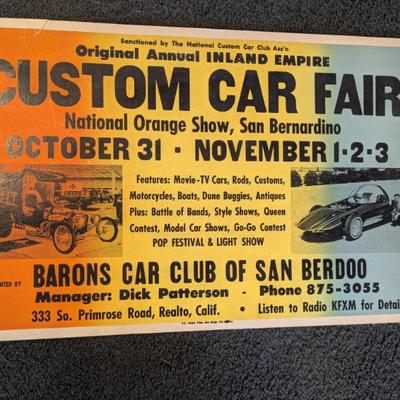 Sanctioned by The National Custom Car Club Ass'n
Original Annual INLAND EMPIRE
CUSTOM CAR FAIR
National Orange Show, San Bernardino
OCTOBER 31 • NOVEMBER 1-2-3
Features: Movie-TV Cars, Rods, Customs,
Motorcycles, Boats, Dune Buggies, Antiques
Plus: Battle of Bands, Style Shows, Queen
Contest, Model Car Shows, Go-Go Contest
POP FESTIVAL & LIGHT SHOW
NTED BY BARONS CAR CLUB OF SAN BERDOO
Manager: Dick Patterson - Phone 875-3055
333 So. Primrose Road, Realto, Calif. • Listen to Radio KFXM for Detai